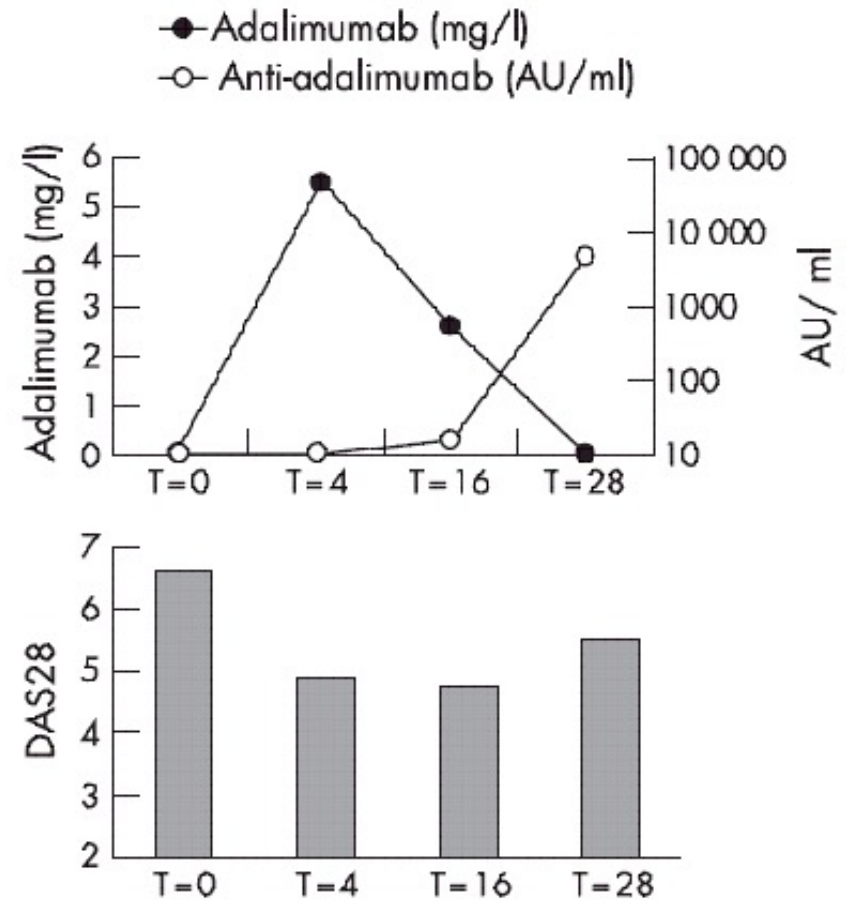 Adalimumab (mg/l)
Anti-adalimumab (AU/ml)
Adalimumab (mg/l)
6
5
4
3
2
1
0
100 000
10 000
1000
100
10
AU/ ml
T=0 T=4 T=16 T=28
DAS28
7
6
5
4
3
2
T=0 T=4 T=16 T=28